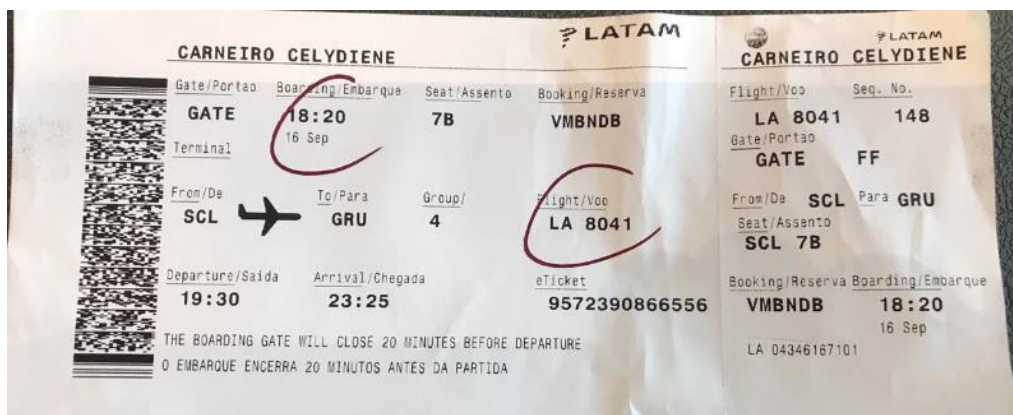 LATAM
CARNEIRO CELYDIENE
Gate/Portao Boarding/Embarque Seat/Assento Booking/Reserva
GATE 18:20 7B VMBNDB
16 Sep
Terminal
From/De To/Para Group/ Flight/Voo
SCL GRU 4 LA 8041
Departure/Saida Arrival/Chegada eTicket
19:30 23:25 9572390866556
THE BOARDING GATE WILL CLOSE 20 MINUTES BEFORE DEPARTURE
O EMBARQUE ENCERRA 20 MINUTOS ANTES DA PARTIDA
LATAM
CARNEIRO CELYDIENE
Flight/Voo Seq. No.
LA 8041 148
Gate/Portao
GATE FF
From/De SCL Para GRU
Seat/Assento
SCL 7B
Booking/Reserva Boarding/Embarque
VMBNDB 18:20
16 Sep
LA 04346167101